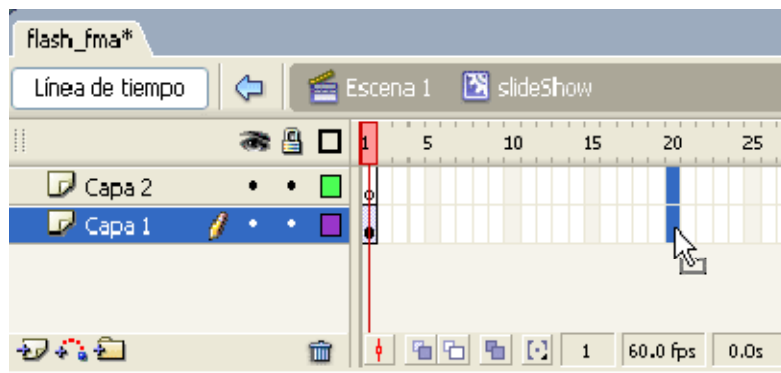 flash_fma*
Línea de tiempo Escena 1 slideShow
1 5 10 15 20 25
Capa 2
Capa 1
1 60.0 fps 0.0s